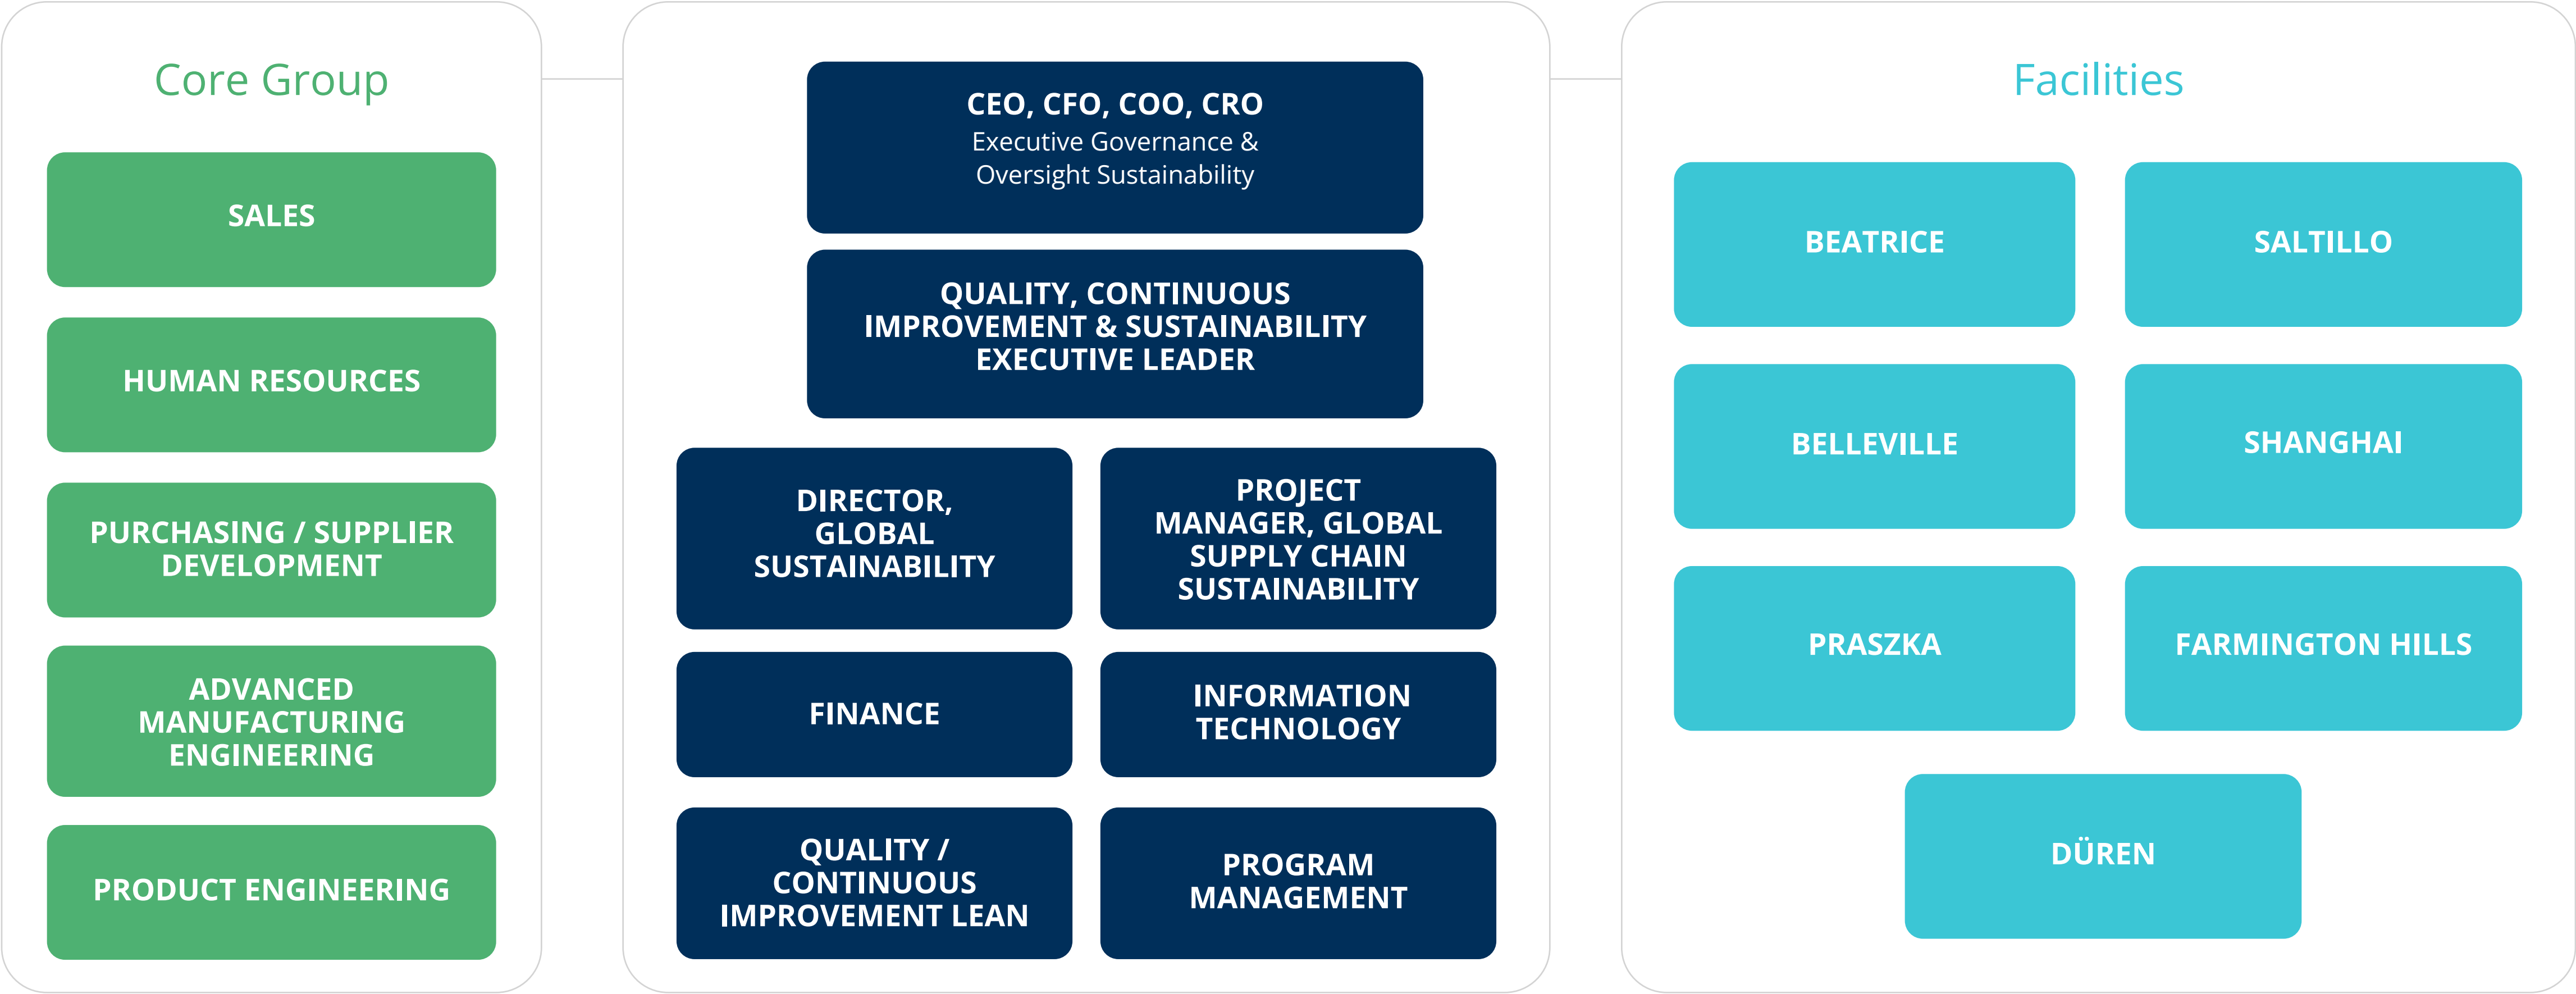 Core Group
SALES
HUMAN RESOURCES
PURCHASING / SUPPLIER
DEVELOPMENT
ADVANCED
MANUFACTURING
ENGINEERING
PRODUCT ENGINEERING
CEO, CFO, COO, CRO
Executive Governance &
Oversight Sustainability
QUALITY, CONTINUOUS
IMPROVEMENT & SUSTAINABILITY
EXECUTIVE LEADER
DIRECTOR,
GLOBAL
SUSTAINABILITY
PROJECT
MANAGER, GLOBAL
SUPPLY CHAIN
SUSTAINABILITY
FINANCE
INFORMATION
TECHNOLOGY
QUALITY /
CONTINUOUS
IMPROVEMENT LEAN
PROGRAM
MANAGEMENT
Facilities
BEATRICE
SALTILLO
BELLEVILLE
SHANGHAI
PRASZKA
FARMINGTON HILLS
DÜREN